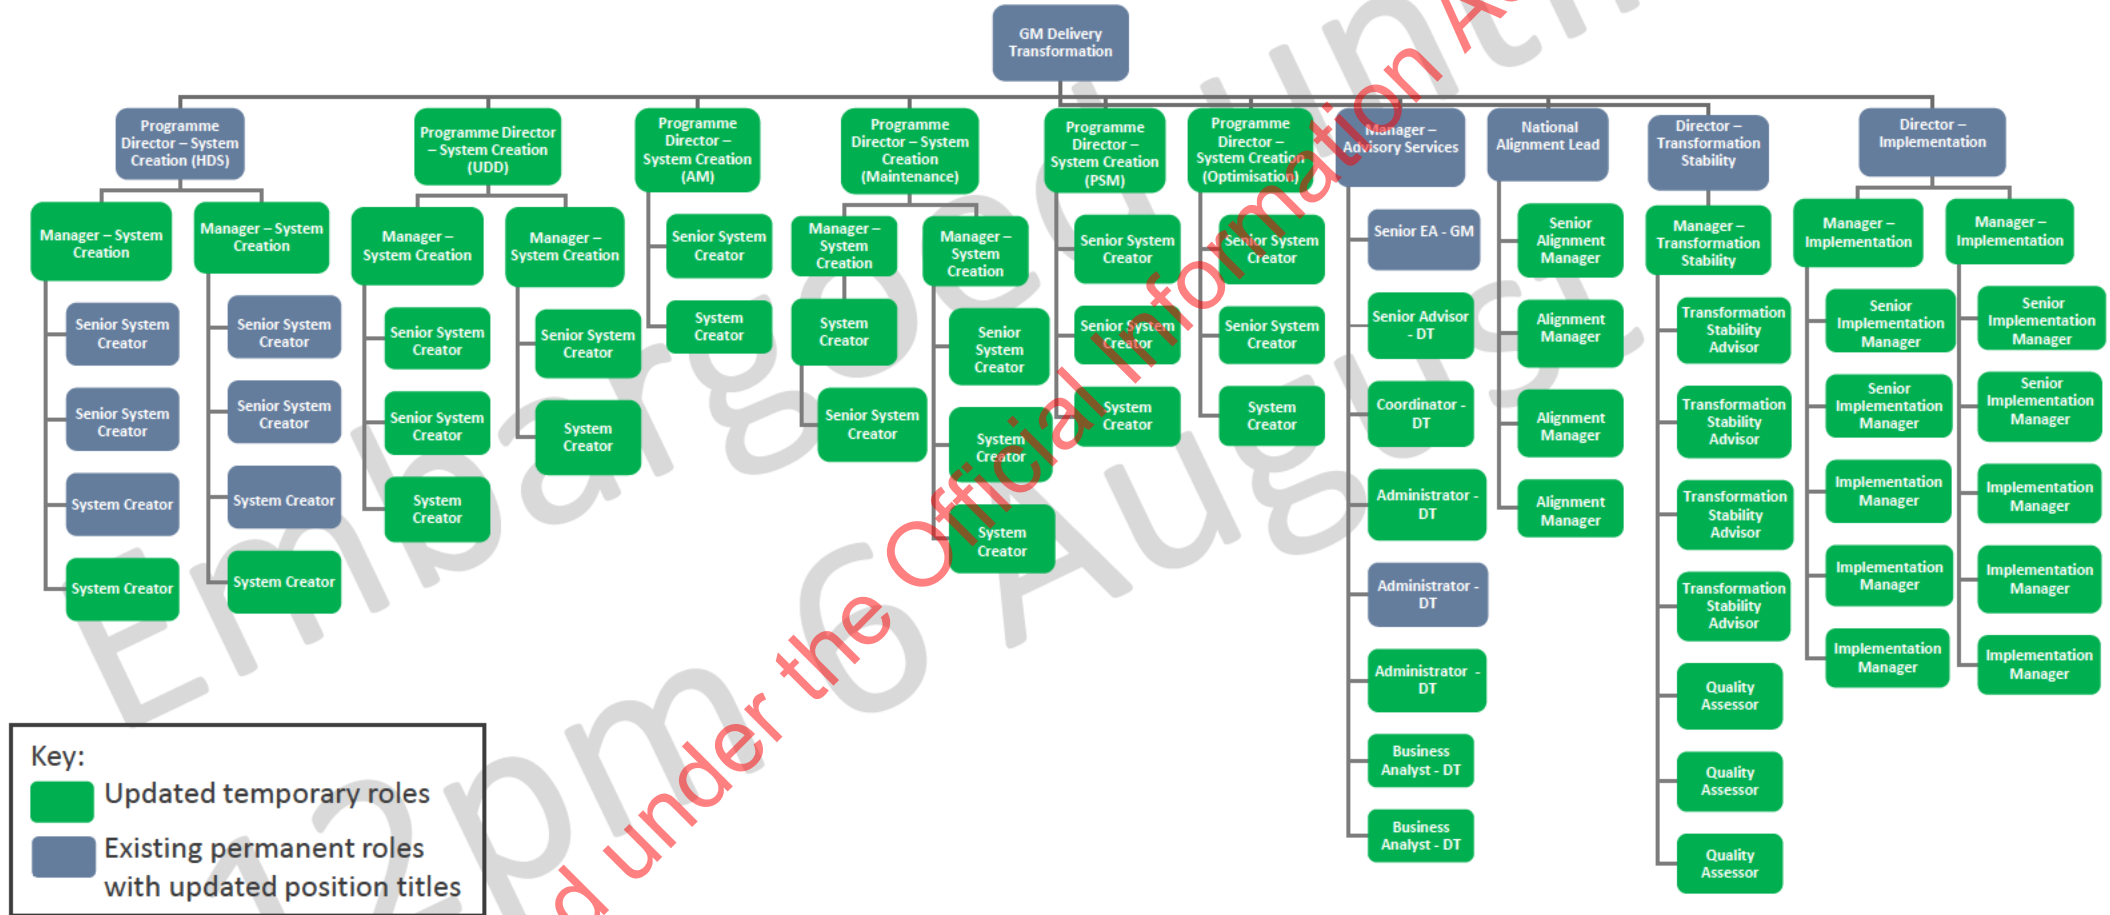 GM Delivery
Transformation
Programme
Director – System
Creation (HDS)
Manager – System
Creation
Senior System
Creator
Senior System
Creator
System Creator
System Creator
Manager – System
Creation
Senior System
Creator
Senior System
Creator
System Creator
System Creator
Programme Director
– System Creation
(UDD)
Manager –
System Creation
Senior System
Creator
Senior System
Creator
System
Creator
Manager –
System Creation
Senior System
Creator
System
Creator
Programme
Director –
System Creation
(AM)
Senior System
Creator
System
Creator
Programme
Director – System
Creation
(Maintenance)
Manager –
System
Creation
System
Creator
Senior System
Creator
Manager –
System
Creation
Senior
System
Creator
System
Creator
System
Creator
Programme
Director –
System Creation
(PSM)
Senior System
Creator
Senior System
Creator
System
Creator
Programme
Director –
System Creation
(Optimisation)
Senior System
Creator
Senior System
Creator
System
Creator
Manager –
Advisory Services
Senior EA - GM
Senior Advisor
- DT
Coordinator -
DT
Administrator -
DT
Administrator -
DT
Administrator -
DT
Business
Analyst - DT
Business
Analyst - DT
National
Alignment Lead
Senior
Alignment
Manager
Alignment
Manager
Alignment
Manager
Alignment
Manager
Director –
Transformation
Stability
Manager –
Transformation
Stability
Transformation
Stability
Advisor
Transformation
Stability
Advisor
Transformation
Stability
Advisor
Transformation
Stability
Advisor
Quality
Assessor
Quality
Assessor
Quality
Assessor
Director –
Implementation
Manager –
Implementation
Senior
Implementation
Manager
Senior
Implementation
Manager
Implementation
Manager
Implementation
Manager
Implementation
Manager
Manager –
Implementation
Senior
Implementation
Manager
Senior
Implementation
Manager
Implementation
Manager
Implementation
Manager
Implementation
Manager
Key:
Updated temporary roles
Existing permanent roles
with updated position titles
Embargoed
12pm 6 August
under the Official Information